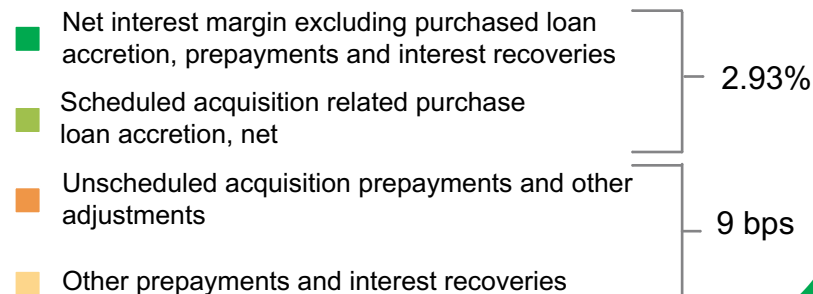 Net interest margin excluding purchased loan
accretion, prepayments and interest recoveries
2.93%
Scheduled acquisition related purchase
loan accretion, net
Unscheduled acquisition prepayments and other
adjustments
9 bps
Other prepayments and interest recoveries